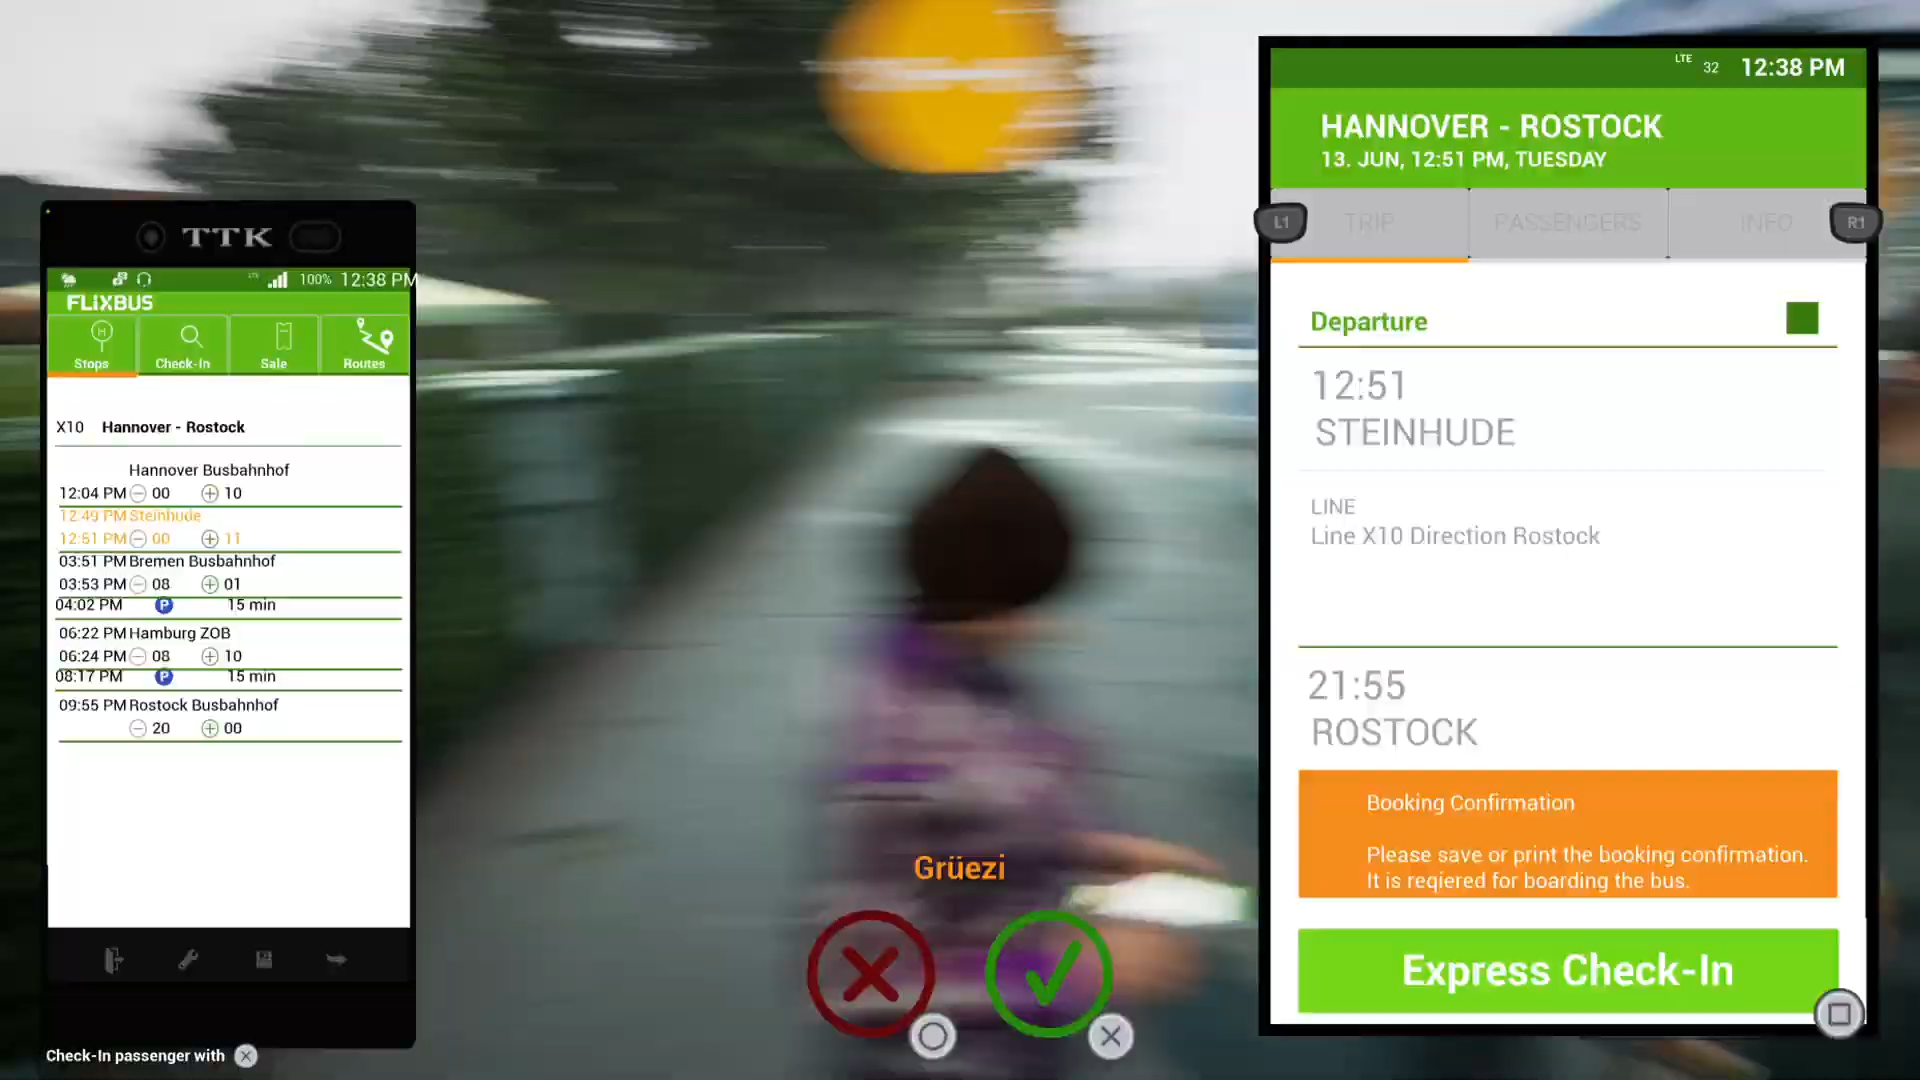 TTK
100% 12:38 PM
FLiXBUS
Stops Check-In Sale Routes
X10 Hannover - Rostock
Hannover Busbahnhof
12:04 PM 00 10
12:49 PM Steinhude
12:51 PM 00 11
03:51 PM Bremen Busbahnhof
03:53 PM 08 01
04:02 PM P 15 min
06:22 PM Hamburg ZOB
06:24 PM 08 10
08:17 PM P 15 min
09:55 PM Rostock Busbahnhof
20 00
Check-In passenger with
Grüezi
LTE 32 12:38 PM
HANNOVER - ROSTOCK
13. JUN, 12:51 PM, TUESDAY
L1 TRIP PASSENGERS INFO R1
Departure
12:51
STEINHUDE
LINE
Line X10 Direction Rostock
21:55
ROSTOCK
Booking Confirmation
Please save or print the booking confirmation.
It is reqiered for boarding the bus.
Express Check-In